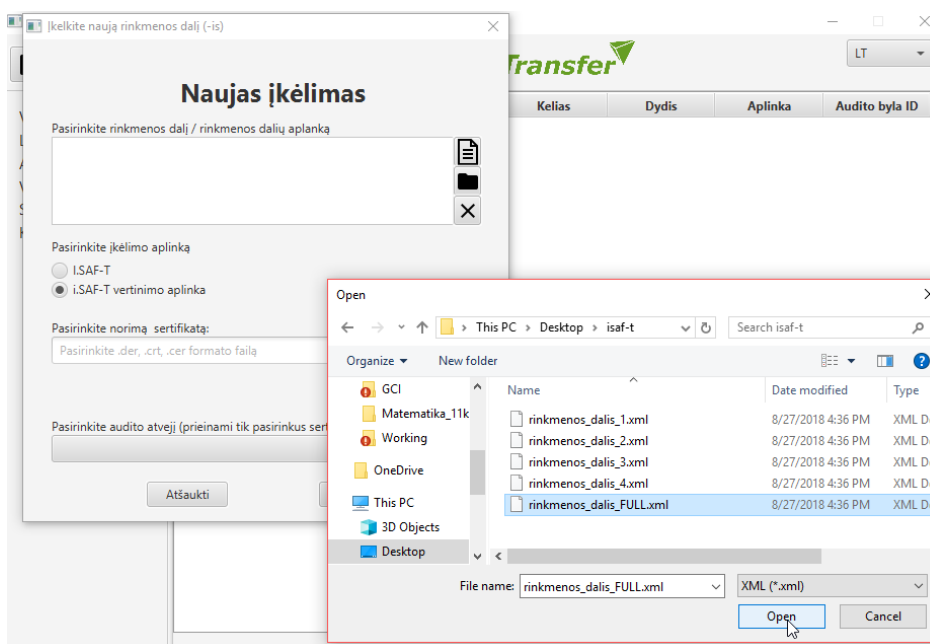 Įkelkite naują rinkmenos dalį (-is)
Transfer
LT
Naujas įkėlimas
Kelias Dydis Aplinka Audito byla ID
Pasirinkite rinkmenos dalį / rinkmenos dalių aplanką
Pasirinkite įkėlimo aplinką
I.SAF-T
i.SAF-T vertinimo aplinka
Pasirinkite norimą sertifikatą:
Pasirinkite .der, .crt, .cer formato failą
Pasirinkite audito atvejį (prieinami tik pasirinkus
Atšaukti
Open
This PC > Desktop > isaf-t
Search isaf-t
Organize New folder
GCI
Matematika_11k
Working
OneDrive
This PC
3D Objects
Desktop
Name Date modified Type
rinkmenos_dalis_1.xml 8/27/2018 4:36 PM XML D
rinkmenos_dalis_2.xml 8/27/2018 4:36 PM XML D
rinkmenos_dalis_3.xml 8/27/2018 4:36 PM XML D
rinkmenos_dalis_4.xml 8/27/2018 4:36 PM XML D
rinkmenos_dalis_FULL.xml 8/27/2018 4:36 PM XML D
File name: rinkmenos_dalis_FULL.xml XML (*.xml)
Open Cancel